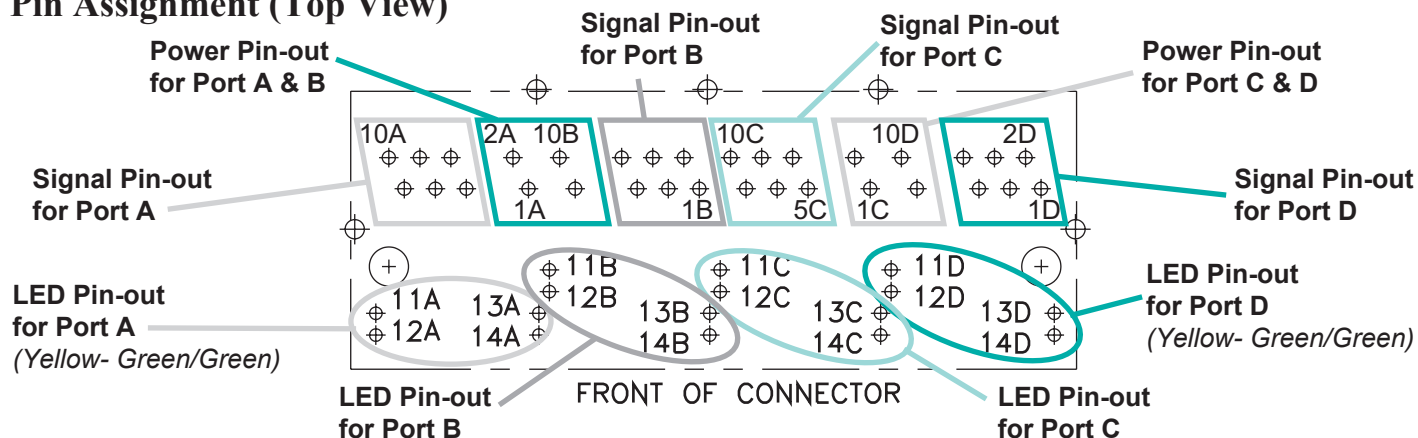 Pin Assignment (Top View)
Signal Pin-out
for Port B
Signal Pin-out
for Port C
Power Pin-out
for Port A & B
Power Pin-out
for Port C & D
10A
2A 10B
10C
10D
2D
Signal Pin-out
for Port A
1A
1B
5C
1C
1D
Signal Pin-out
for Port D
LED Pin-out
for Port A
(Yellow- Green/Green)
11A
12A
13A
14A
11B
12B
13B
14B
11C
12C
13C
14C
11D
12D
13D
14D
LED Pin-out
for Port D
(Yellow- Green/Green)
LED Pin-out
for Port B
FRONT OF CONNECTOR
LED Pin-out
for Port C